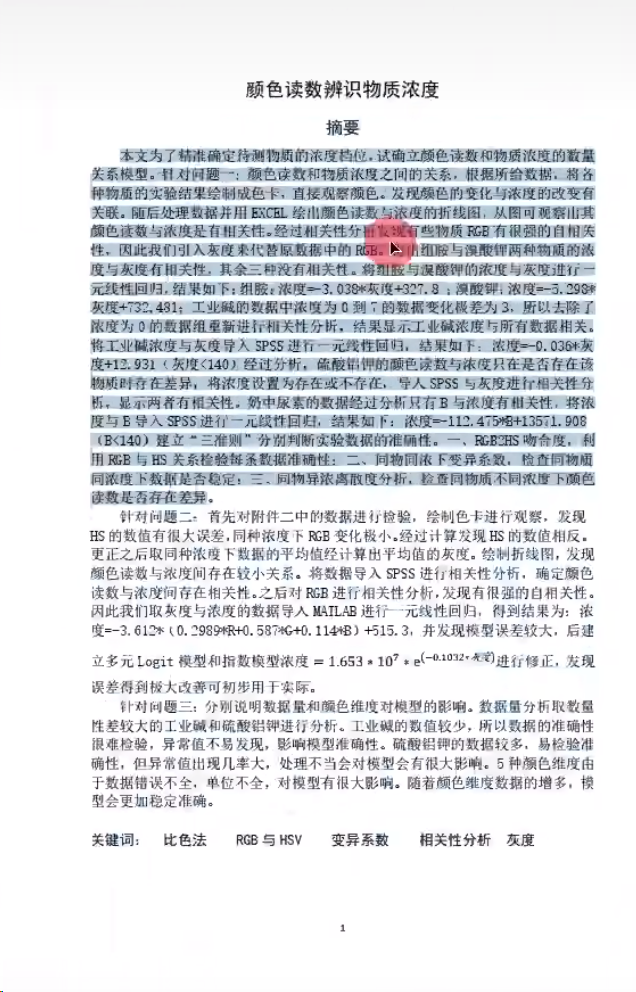 颜色读数辨识物质浓度
摘要
本文为了精准确定待测物质的浓度档位,试确立颜色读数和物质浓度的数量
关系模型。针对问题一:颜色读数和物质浓度之间的关系,根据所给数据,将各
种物质的实验结果绘制成色卡,直接观察颜色。发现颜色的变化与浓度的改变有
关联。随后处理数据并用 EXCEL 绘出颜色读数与浓度的折线图,从图可观察出其
颜色读数与浓度是有相关性。经过相关性分析发现有些物质 RGB 有很强的自相关
性,因此我们引入灰度来代替原数据中的 RGB。组胺与溴酸钾两种物质的浓
度与灰度有相关性,其余三种没有相关性。将组胺与溴酸钾的浓度与灰度进行一
元线性回归,结果如下:组胺:浓度=-3.038*灰度+327.8;溴酸钾:浓度=-5.298*
灰度+732.481;工业碱的数据中浓度为 0 到 7 的数据变化极差为 3,所以去除了
浓度为 0 的数据组重新进行相关性分析,结果显示工业碱浓度与所有数据相关。
将工业碱浓度与灰度导入 SPSS 进行一元线性回归,结果如下:浓度=-0.036*灰
度+12.931(灰度<140)经过分析,硫酸铝钾的颜色读数与浓度只在是否存在该
物质时存在差异,将浓度设置为存在或不存在,导入 SPSS 与灰度进行相关性分
析,显示两者有相关性。奶中尿素的数据经过分析只有 B 与浓度有相关性,将浓
度与 B 导入 SPSS 进行一元线性回归,结果如下:浓度=-112.475*B+13571.908
(B<140)建立“三准则”分别判断实验数据的准确性。一、RGB2HS 吻合度,利
用 RGB 与 HS 关系检验每条数据准确性;二、同物同浓下变异系数,检查同物质
同浓度下数据是否稳定;三、同物异浓离散度分析,检查同物质不同浓度下颜色
读数是否存在差异。
针对问题二:首先对附件二中的数据进行检验,绘制色卡进行观察,发现
HS 的数值有很大误差,同种浓度下 RGB 变化极小。经过计算发现 HS 的数值相反。
更正之后取同种浓度下数据的平均值经计算出平均值的灰度。绘制折线图,发现
颜色读数与浓度间存在较小关系。将数据导入 SPSS 进行相关性分析,确定颜色
读数与浓度间存在相关性。之后对 RGB 进行相关性分析,发现有很强的自相关性。
因此我们取灰度与浓度的数据导入 MATLAB 进行一元线性回归,得到结果为:浓
度=-3.612*(0.2989*R+0.587*G+0.114*B)+515.3,并发现模型误差较大,后建
立多元 Logit 模型和指数模型浓度 = 1.653 * 10⁷ * e^(−0.1032*灰度)进行修正,发现
误差得到极大改善可初步用于实际。
针对问题三:分别说明数据量和颜色维度对模型的影响。数据量分析取数量
性差较大的工业碱和硫酸铝钾进行分析。工业碱的数值较少,所以数据的准确性
很难检验,异常值不易发现,影响模型准确性。硫酸铝钾的数据较多,易检验准
确性,但异常值出现几率大,处理不当会对模型会有很大影响。5 种颜色维度由
于数据错误不全,单位不全,对模型有很大影响。随着颜色维度数据的增多,模
型会更加稳定准确。
关键词: 比色法 RGB 与 HSV 变异系数 相关性分析 灰度
1